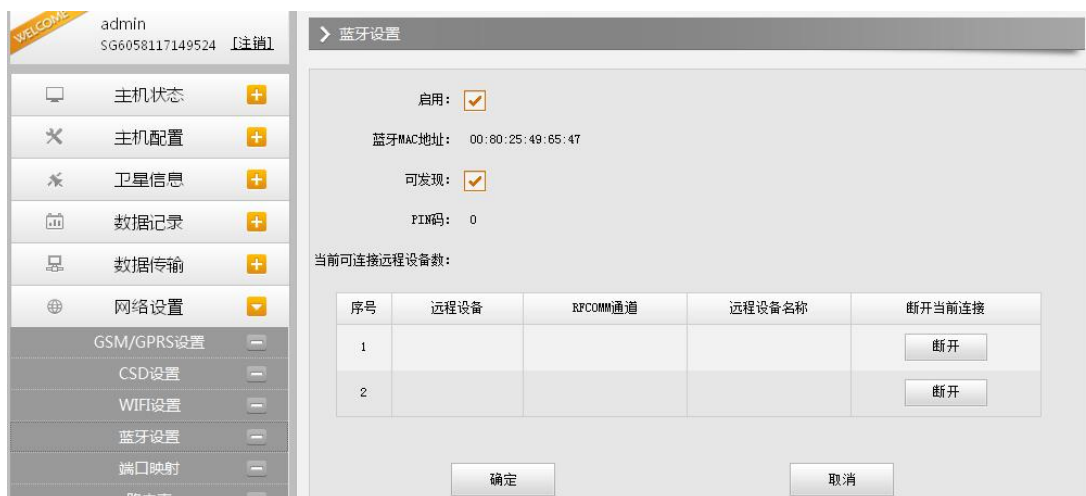 WELCOME
admin
SG6058117149524 [注销]
主机状态
主机配置
卫星信息
数据记录
数据传输
网络设置
GSM/GPRS设置
CSD设置
WIFI设置
蓝牙设置
端口映射
蓝牙设置
启用:
蓝牙MAC地址: 00:80:25:49:65:47
可发现:
PIN码: 0
当前可连接远程设备数:
序号 远程设备 RFCOMM通道 远程设备名称 断开当前连接
1 断开
2 断开
确定 取消